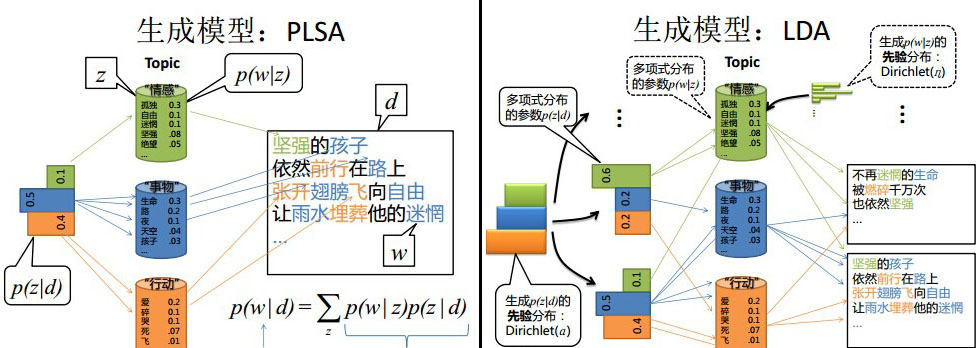 生成模型：PLSA
Topic
z
p(w|z)
"情感"
孤独 0.3
自由 0.1
迷惘 0.1
坚强 .08
绝望 .05
...
d
坚强的孩子
依然前行在路上
张开翅膀飞向自由
让雨水埋葬他的迷惘
...
w
0.1
0.5
0.4
p(z|d)
"事物"
生命 0.3
路 0.2
夜 0.1
天空 .04
孩子 .03
...
"行动"
爱 0.2
碎 0.1
哭 0.1
死 .07
飞 .01
p(w|d)=∑p(w|z)p(z|d)
z
生成模型：LDA
Topic
多项式分布
的参数p(w|z)
生成p(w|z)的
先验分布：
Dirichlet(η)
多项式分布
的参数p(z|d)
...
"情感"
孤独 0.3
自由 0.1
迷惘 0.1
坚强 .08
绝望 .05
...
...
...
0.6
0.2
0.2
"事物"
生命 0.3
路 0.2
夜 0.1
天空 .04
孩子 .03
...
不再迷惘的生命
被燃碎千万次
也依然坚强
...
生成p(z|d)的
先验分布：
Dirichlet(α)
0.1
0.5
0.4
"行动"
爱 0.2
碎 0.1
哭 0.1
死 .07
飞 .01
坚强的孩子
依然前行在路上
张开翅膀飞向自由
让雨水埋葬他的迷惘
...